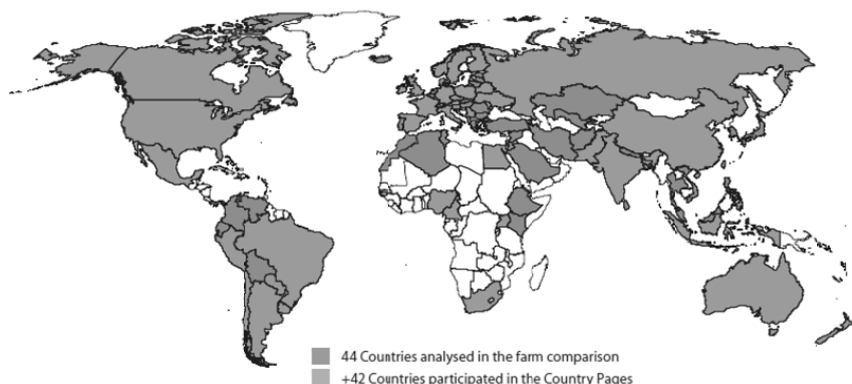 44 Countries analysed in the farm comparison
+42 Countries participated in the Country Pages